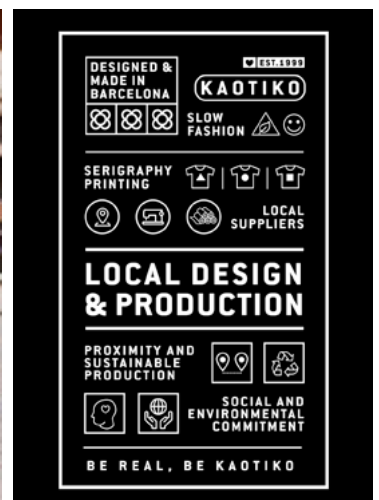 DESIGNED &
MADE IN
BARCELONA
EST.1999
KAOTIKO
SLOW
FASHION
SERIGRAPHY
PRINTING
LOCAL
SUPPLIERS
LOCAL DESIGN
& PRODUCTION
PROXIMITY AND
SUSTAINABLE
PRODUCTION
SOCIAL AND
ENVIRONMENTAL
COMMITMENT
BE REAL, BE KAOTIKO